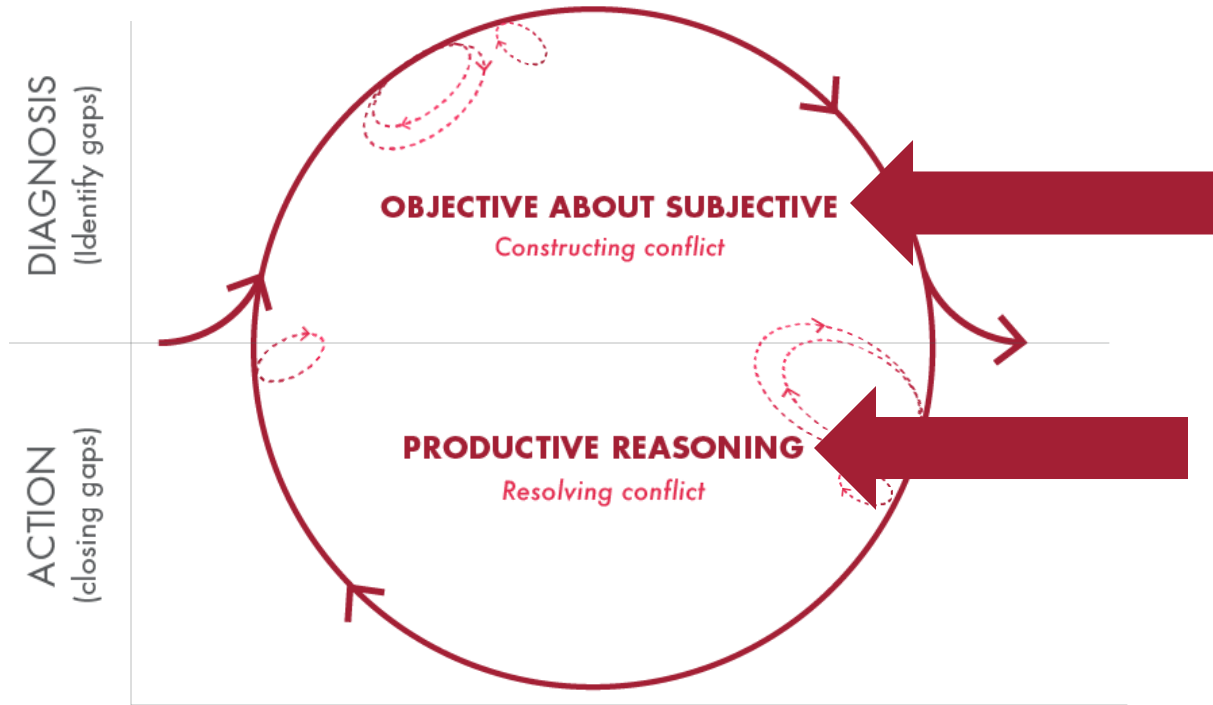 DIAGNOSIS
(Identify gaps)
OBJECTIVE ABOUT SUBJECTIVE
Constructing conflict
ACTION
(closing gaps)
PRODUCTIVE REASONING
Resolving conflict